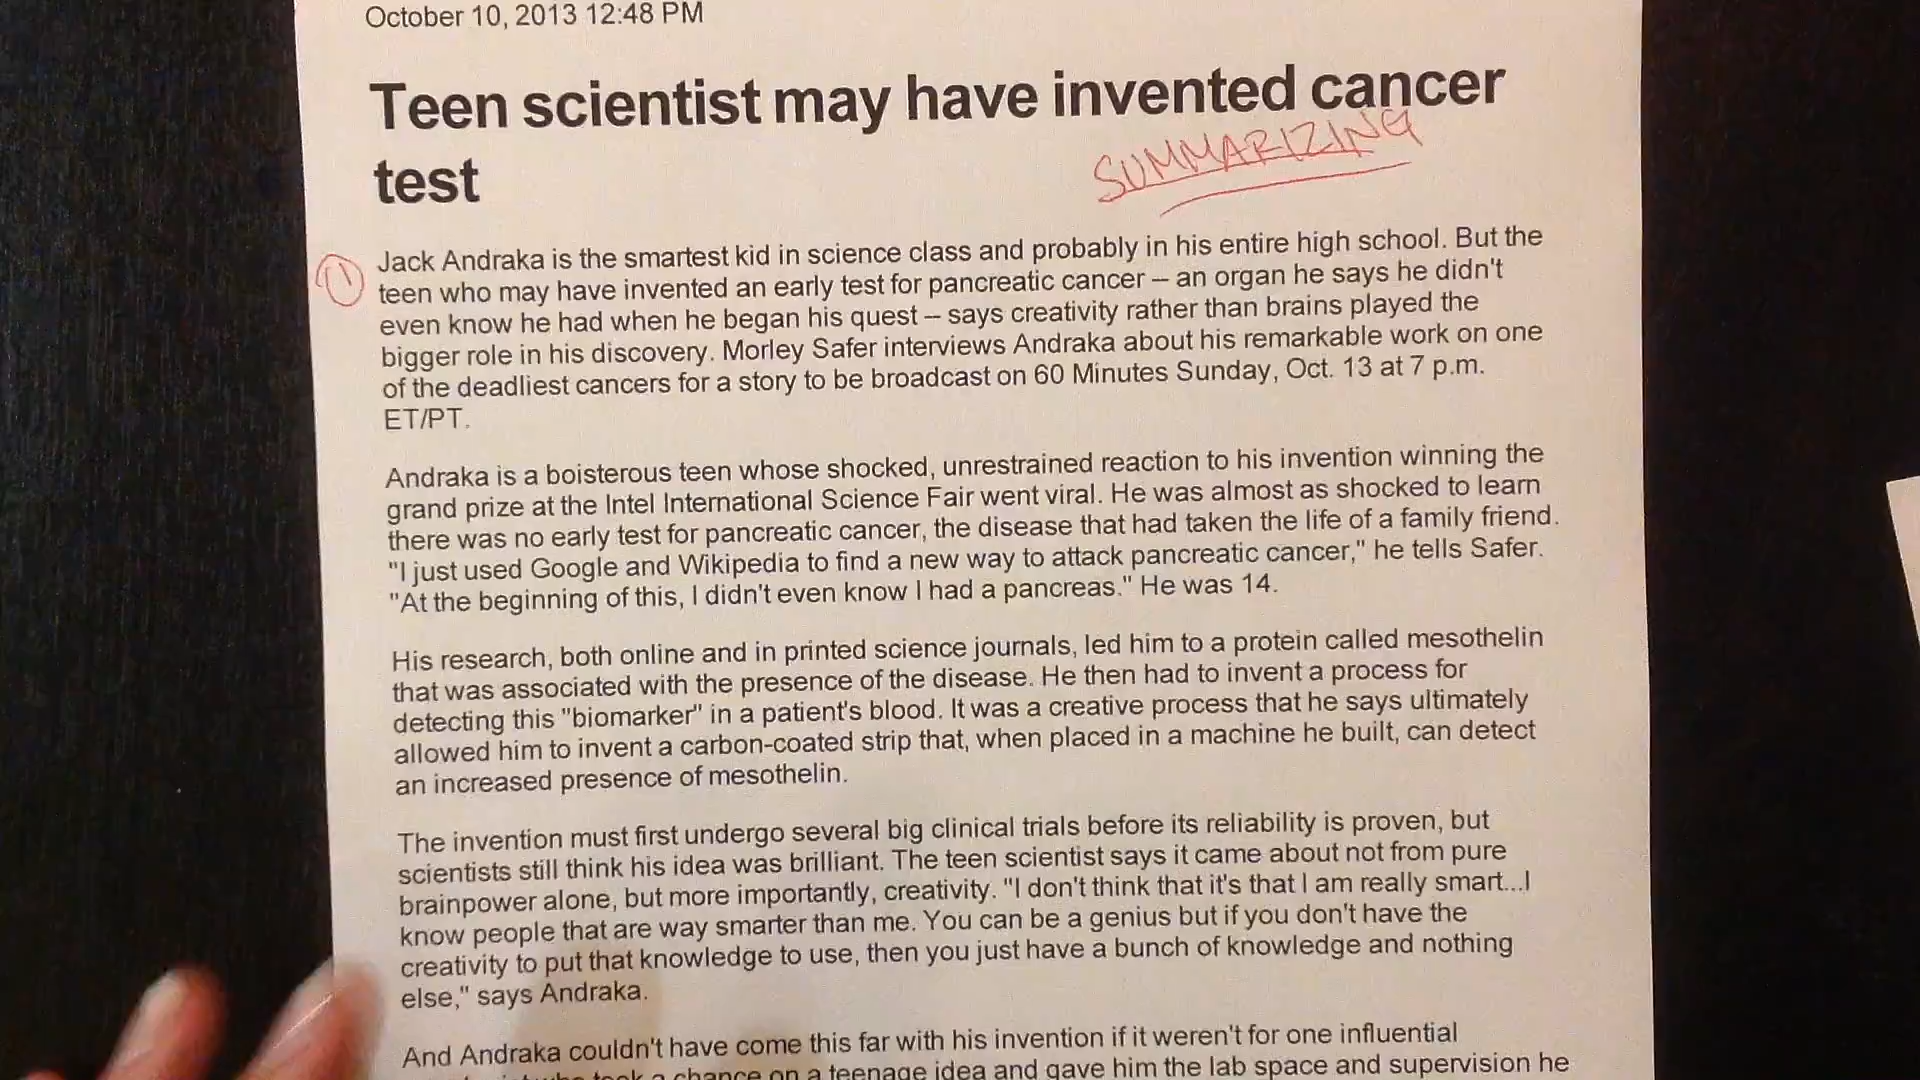 October 10, 2013 12:48 PM
Teen scientist may have invented cancer
test
SUMMARIZING
1
Jack Andraka is the smartest kid in science class and probably in his entire high school. But the
teen who may have invented an early test for pancreatic cancer – an organ he says he didn't
even know he had when he began his quest – says creativity rather than brains played the
bigger role in his discovery. Morley Safer interviews Andraka about his remarkable work on one
of the deadliest cancers for a story to be broadcast on 60 Minutes Sunday, Oct. 13 at 7 p.m.
ET/PT.
Andraka is a boisterous teen whose shocked, unrestrained reaction to his invention winning the
grand prize at the Intel International Science Fair went viral. He was almost as shocked to learn
there was no early test for pancreatic cancer, the disease that had taken the life of a family friend.
"I just used Google and Wikipedia to find a new way to attack pancreatic cancer," he tells Safer.
"At the beginning of this, I didn't even know I had a pancreas." He was 14.
His research, both online and in printed science journals, led him to a protein called mesothelin
that was associated with the presence of the disease. He then had to invent a process for
detecting this "biomarker" in a patient's blood. It was a creative process that he says ultimately
allowed him to invent a carbon-coated strip that, when placed in a machine he built, can detect
an increased presence of mesothelin.
The invention must first undergo several big clinical trials before its reliability is proven, but
scientists still think his idea was brilliant. The teen scientist says it came about not from pure
brainpower alone, but more importantly, creativity. "I don't think that it's that I am really smart...I
know people that are way smarter than me. You can be a genius but if you don't have the
creativity to put that knowledge to use, then you just have a bunch of knowledge and nothing
else," says Andraka.
And Andraka couldn't have come this far with his invention if it weren't for one influential
who took a chance on a teenage idea and gave him the lab space and supervision he